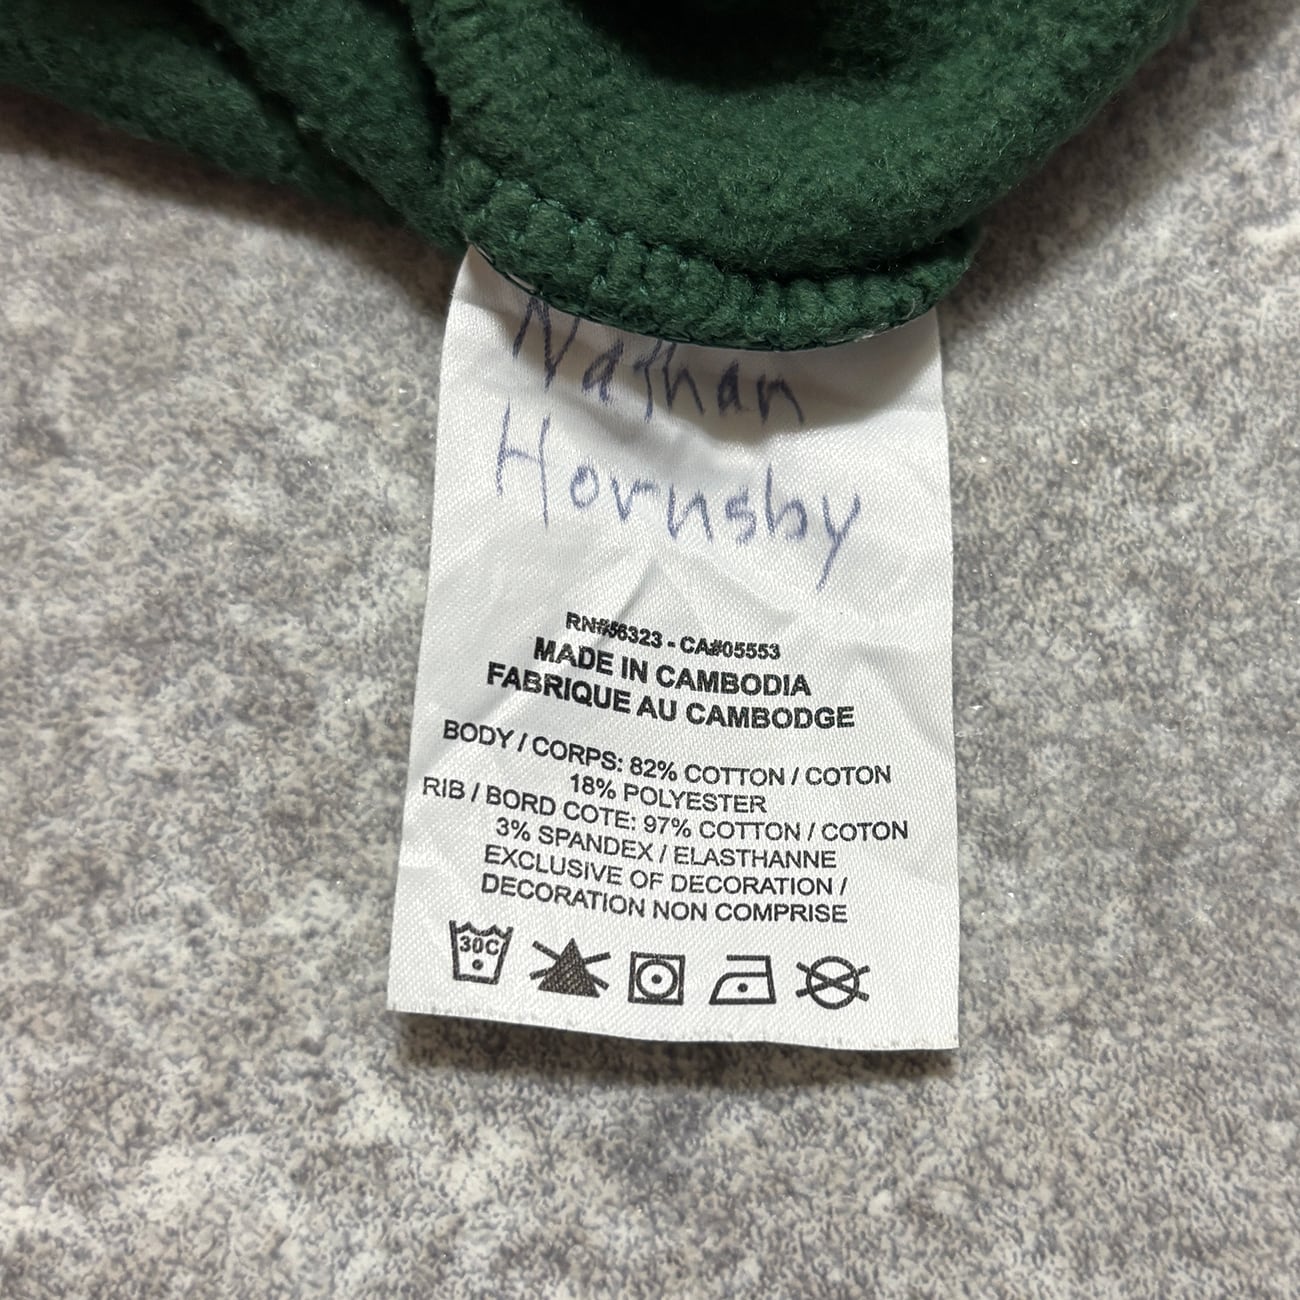 Nathan
Hornsby
RN#56323 - CA#05553
MADE IN CAMBODIA
FABRIQUE AU CAMBODGE
BODY / CORPS: 82% COTTON / COTON
18% POLYESTER
RIB / BORD COTE: 97% COTTON / COTON
3% SPANDEX / ELASTHANNE
EXCLUSIVE OF DECORATION /
DECORATION NON COMPRISE
30C